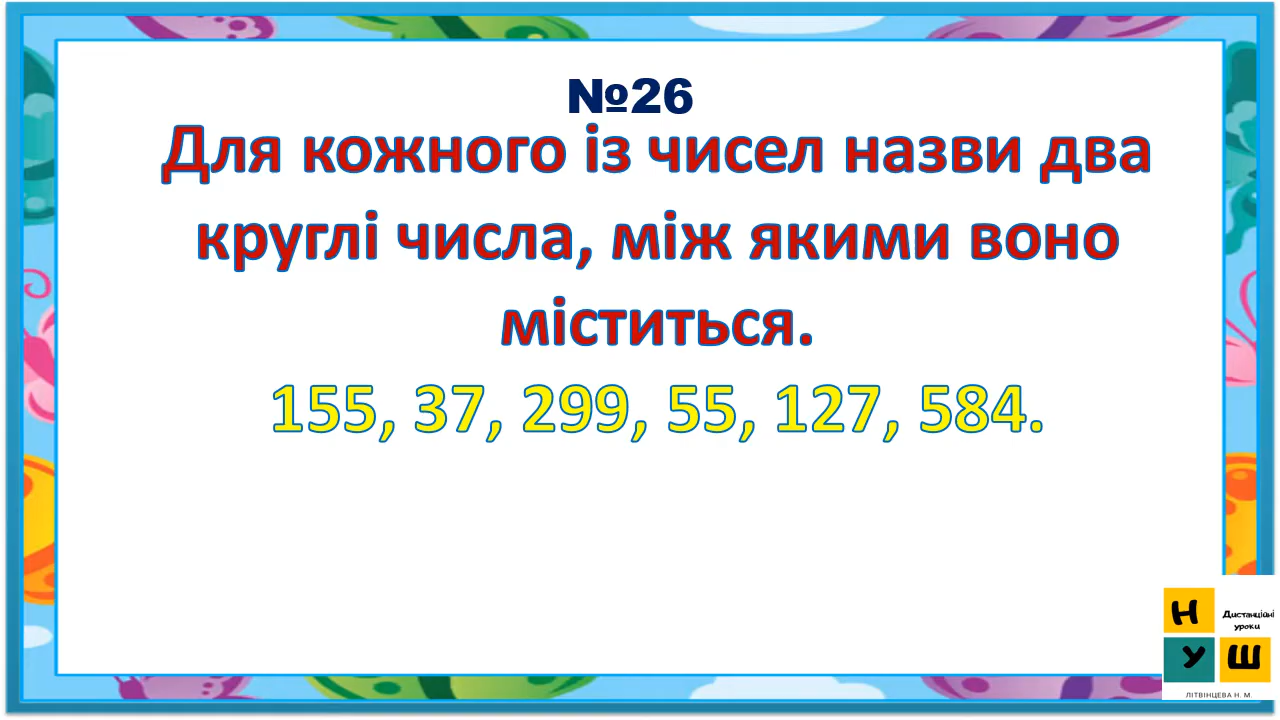 №26
Для кожного із чисел назви два
круглі числа, між якими воно
міститься.
155, 37, 299, 55, 127, 584.
Н
Дистанційні
уроки
У Ш
ЛІТВІНЦЕВА Н. М.